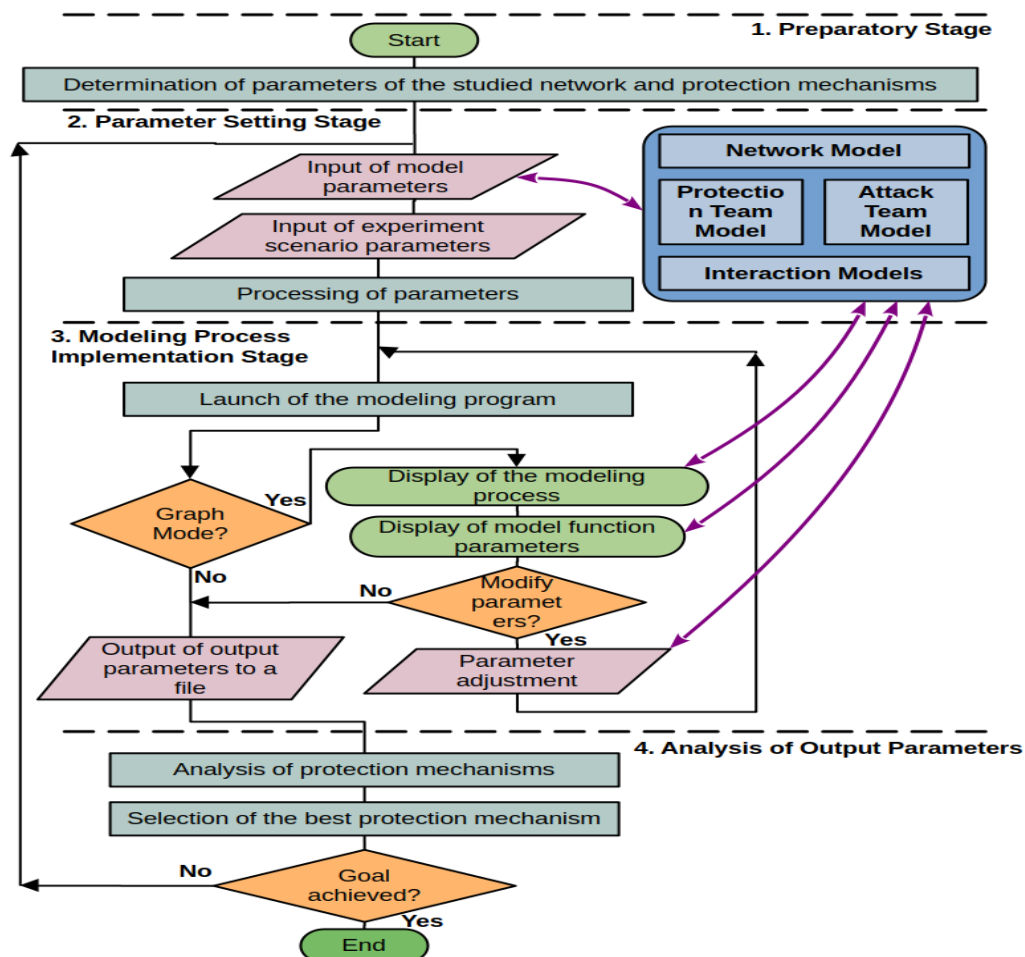 1. Preparatory Stage
Start
Determination of parameters of the studied network and protection mechanisms
2. Parameter Setting Stage
Input of model
parameters
Input of experiment
scenario parameters
Processing of parameters
Network Model
Protectio
n Team
Model
Attack
Team
Model
Interaction Models
3. Modeling Process
Implementation Stage
Launch of the modeling program
Graph
Mode?
Yes
No
Display of the modeling
process
Display of model function
parameters
Modify
paramet
ers?
No
Yes
Output of output
parameters to a
file
Parameter
adjustment
4. Analysis of Output Parameters
Analysis of protection mechanisms
Selection of the best protection mechanism
Goal
achieved?
No
Yes
End